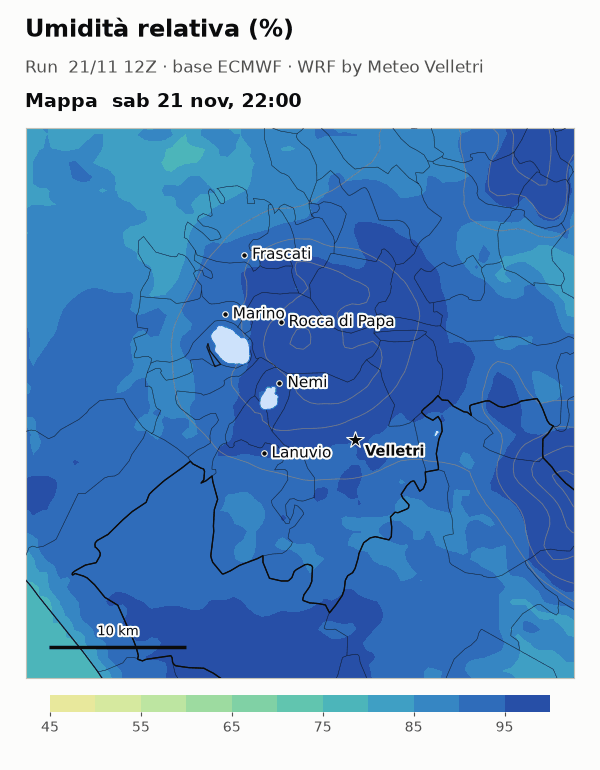 Umidità relativa (%)
Run  21/11 12Z · base ECMWF · WRF by Meteo Velletri
Mappa  sab 21 nov, 22:00
Frascati
Marino
Rocca di Papa
Nemi
Velletri
Lanuvio
10 km
45 55 65 75 85 95